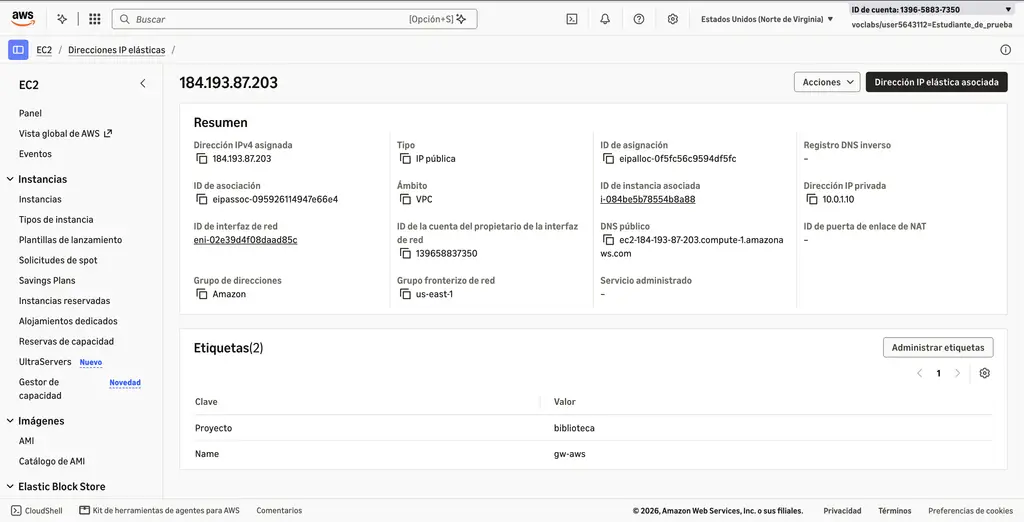 aws
Buscar
[Opción+S]
Estados Unidos (Norte de Virginia)
ID de cuenta: 1396-5883-7350
voclabs/user5643112=Estudiante_de_prueba
EC2 / Direcciones IP elásticas /
EC2
Panel
Vista global de AWS
Eventos
Instancias
Instancias
Tipos de instancia
Plantillas de lanzamiento
Solicitudes de spot
Savings Plans
Instancias reservadas
Alojamientos dedicados
Reservas de capacidad
UltraServers Nuevo
Gestor de Novedad
capacidad
Imágenes
AMI
Catálogo de AMI
Elastic Block Store
184.193.87.203
Acciones
Dirección IP elástica asociada
Resumen
Dirección IPv4 asignada
184.193.87.203
Tipo
IP pública
ID de asignación
eipalloc-0f5fc56c9594df5fc
Registro DNS inverso
–
ID de asociación
eipassoc-095926114947e66e4
Ámbito
VPC
ID de instancia asociada
i-084be5b78554b8a88
Dirección IP privada
10.0.1.10
ID de interfaz de red
eni-02e39d4f08daad85c
ID de la cuenta del propietario de la interfaz
de red
139658837350
DNS público
ec2-184-193-87-203.compute-1.amazona
ws.com
ID de puerta de enlace de NAT
–
Grupo de direcciones
Amazon
Grupo fronterizo de red
us-east-1
Servicio administrado
–
Etiquetas(2)
Administrar etiquetas
1
Clave Valor
Proyecto biblioteca
Name gw-aws
CloudShell
Kit de herramientas de agentes para AWS
Comentarios
© 2026, Amazon Web Services, Inc. o sus filiales.
Privacidad
Términos
Preferencias de cookies